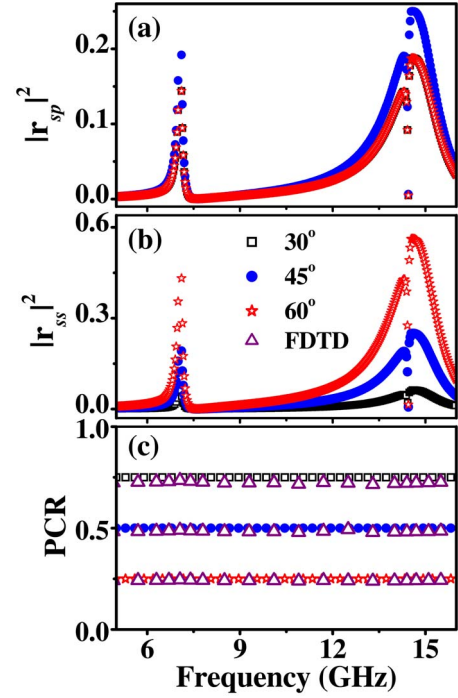 (a)
|r_sp|²
0.2
0.1
0.0
(b)
|r_ss|²
0.6
0.3
0.0
30°
45°
60°
FDTD
(c)
PCR
1.0
0.5
0.0
6 9 12 15
Frequency (GHz)